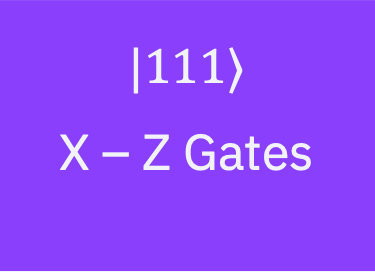 |111⟩
X – Z Gates